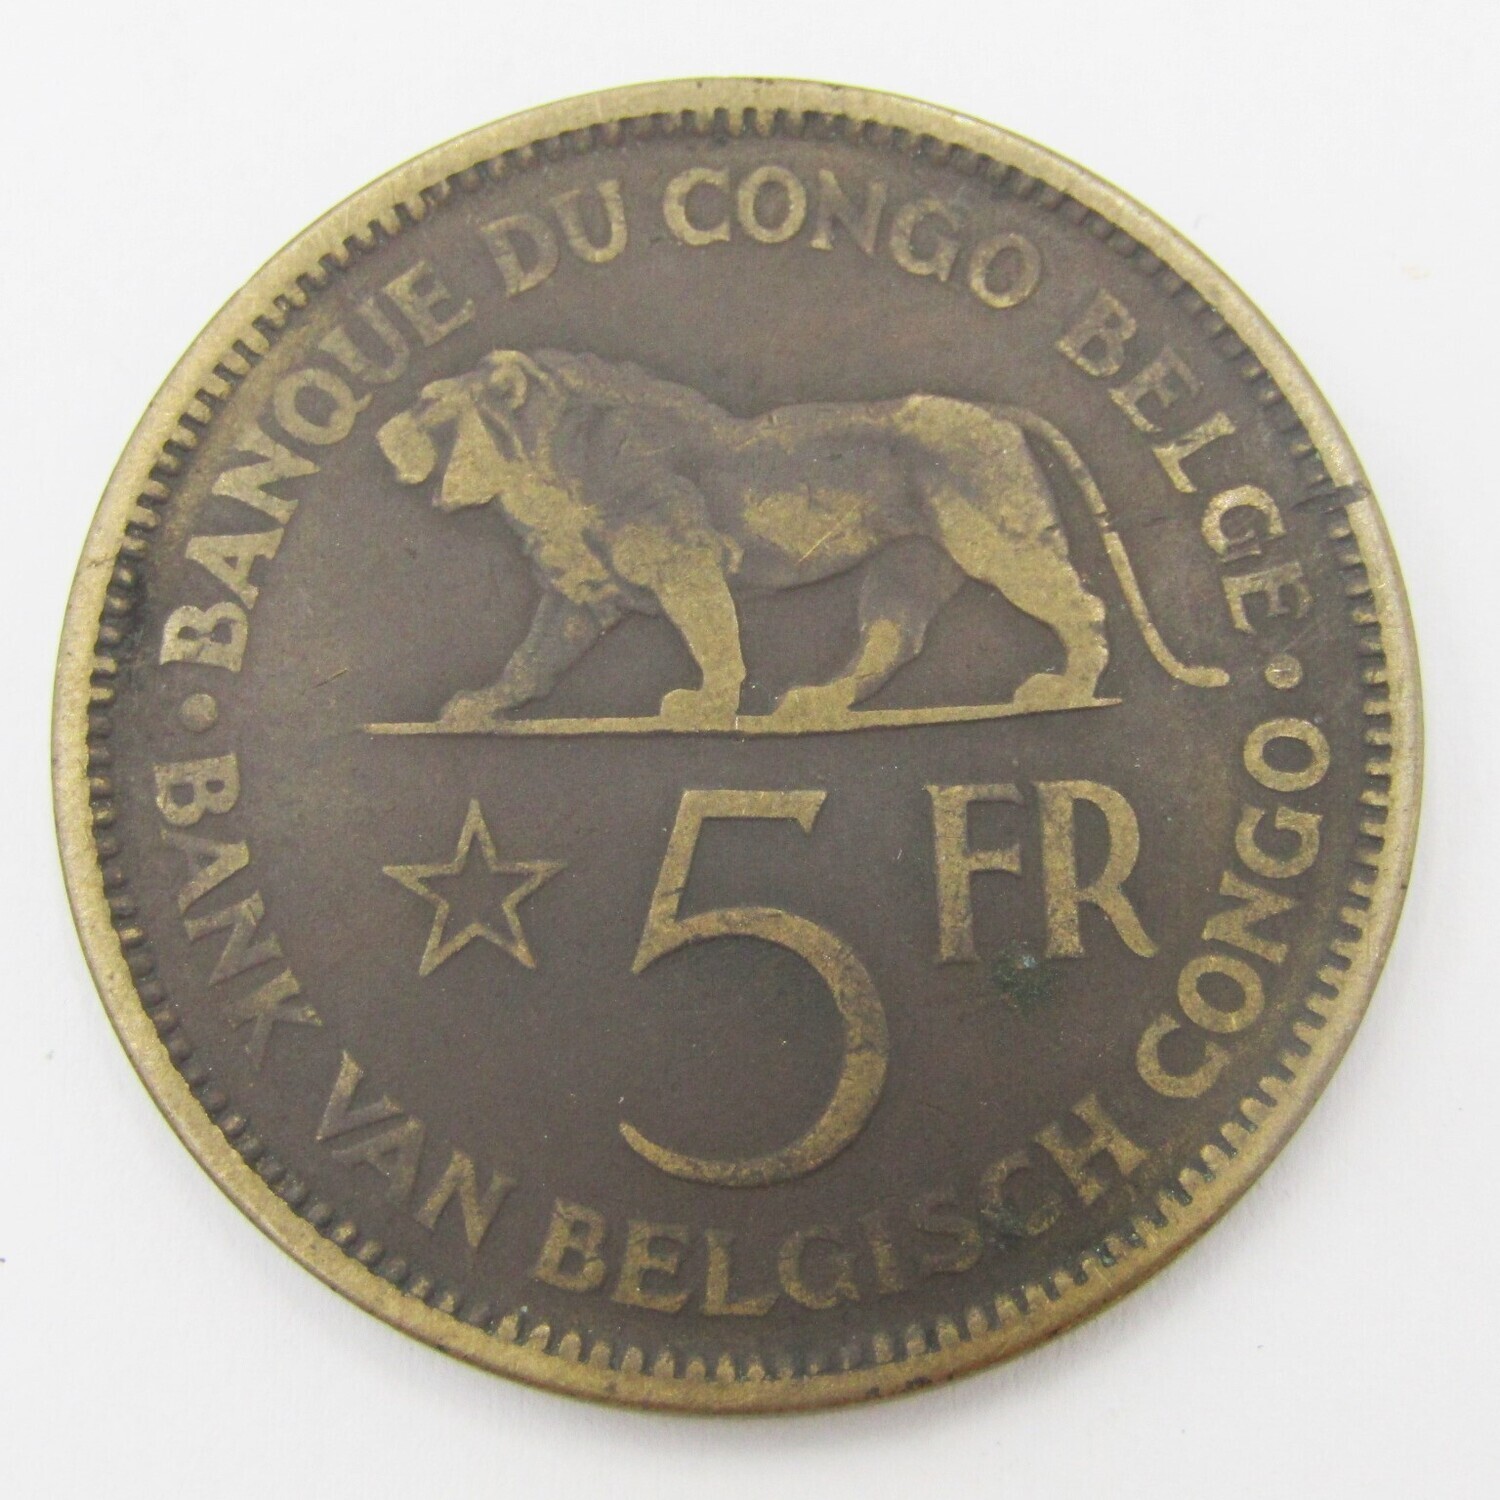 · BANQUE DU CONGO BELGE ·
5 FR
BANK VAN BELGISCH CONGO